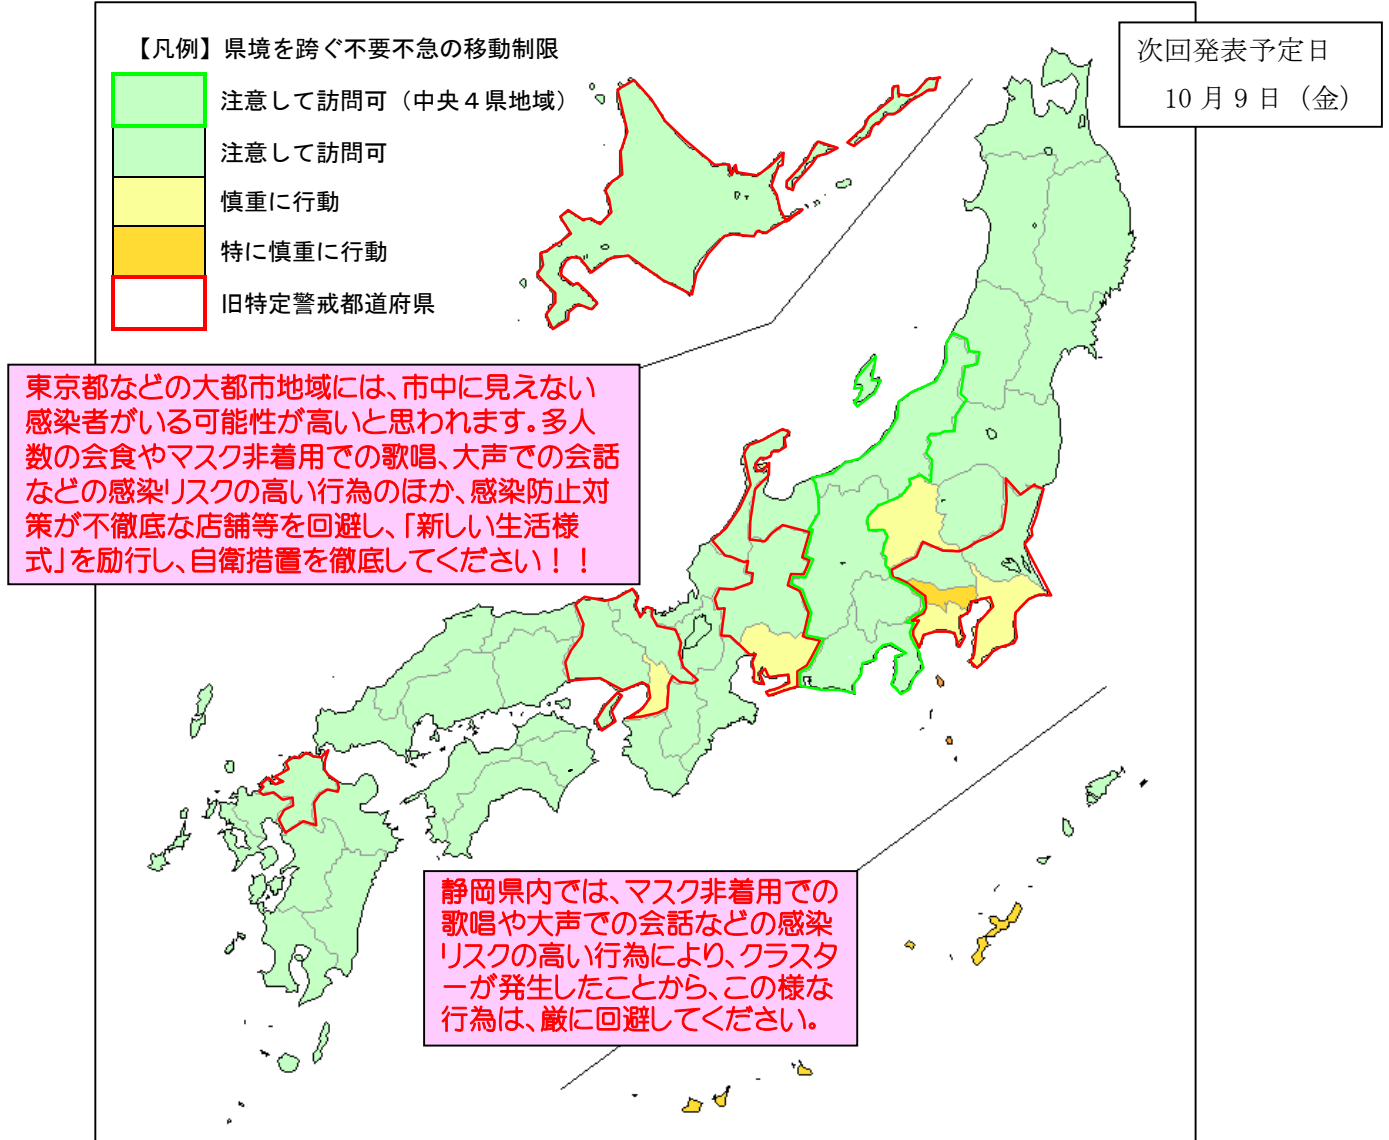 【凡例】県境を跨ぐ不要不急の移動制限
注意して訪問可（中央４県地域）
注意して訪問可
慎重に行動
特に慎重に行動
旧特定警戒都道府県
次回発表予定日
10月9日（金）
東京都などの大都市地域には、市中に見えない
感染者がいる可能性が高いと思われます。多人
数の会食やマスク非着用での歌唱、大声での会話
などの感染リスクの高い行為のほか、感染防止対
策が不徹底な店舗等を回避し、「新しい生活様
式」を励行し、自衛措置を徹底してください！！
静岡県内では、マスク非着用での
歌唱や大声での会話などの感染
リスクの高い行為により、クラスタ
ーが発生したことから、この様な
行為は、厳に回避してください。